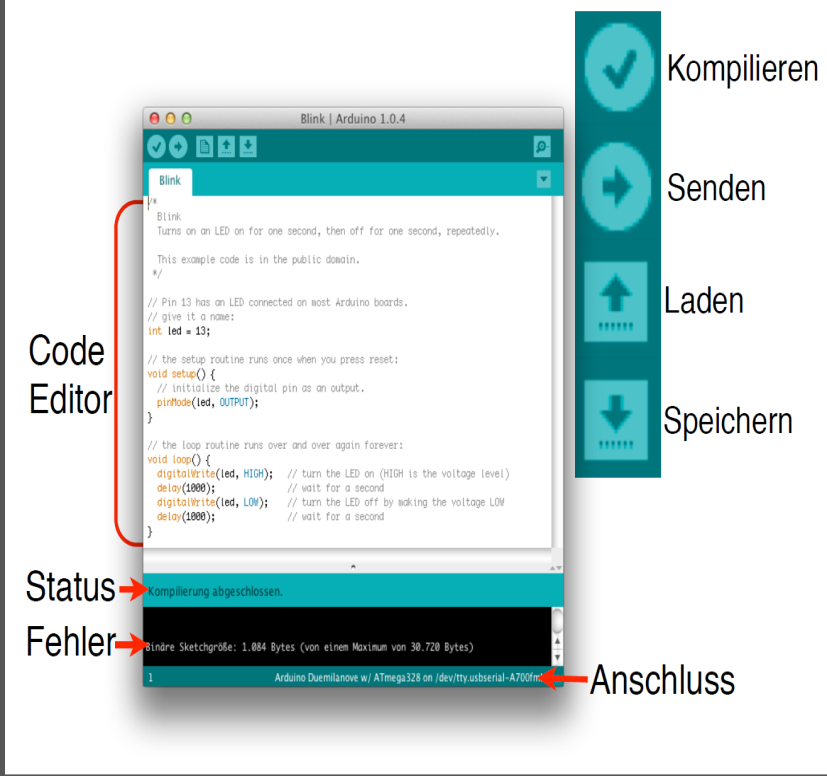 Kompilieren
Senden
Laden
Speichern
Blink | Arduino 1.0.4
Blink
/*
  Blink
  Turns on an LED on for one second, then off for one second, repeatedly.

  This example code is in the public domain.
 */

// Pin 13 has an LED connected on most Arduino boards.
// give it a name:
int led = 13;

// the setup routine runs once when you press reset:
void setup() {
  // initialize the digital pin as an output.
  pinMode(led, OUTPUT);
}

// the loop routine runs over and over again forever:
void loop() {
  digitalWrite(led, HIGH);   // turn the LED on (HIGH is the voltage level)
  delay(1000);               // wait for a second
  digitalWrite(led, LOW);    // turn the LED off by making the voltage LOW
  delay(1000);               // wait for a second
}
Code
Editor
Status
Kompilierung abgeschlossen.
Fehler
Binäre Sketchgröße: 1.084 Bytes (von einem Maximum von 30.720 Bytes)
1 Arduino Duemilanove w/ ATmega328 on /dev/tty.usbserial-A700fm
Anschluss